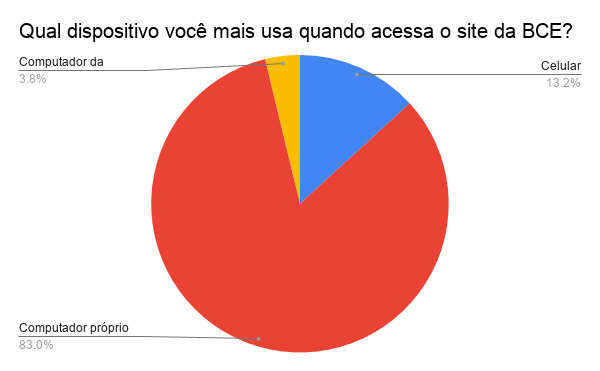 Qual dispositivo você mais usa quando acessa o site da BCE?
Computador da
3.8%
Celular
13.2%
Computador próprio
83.0%